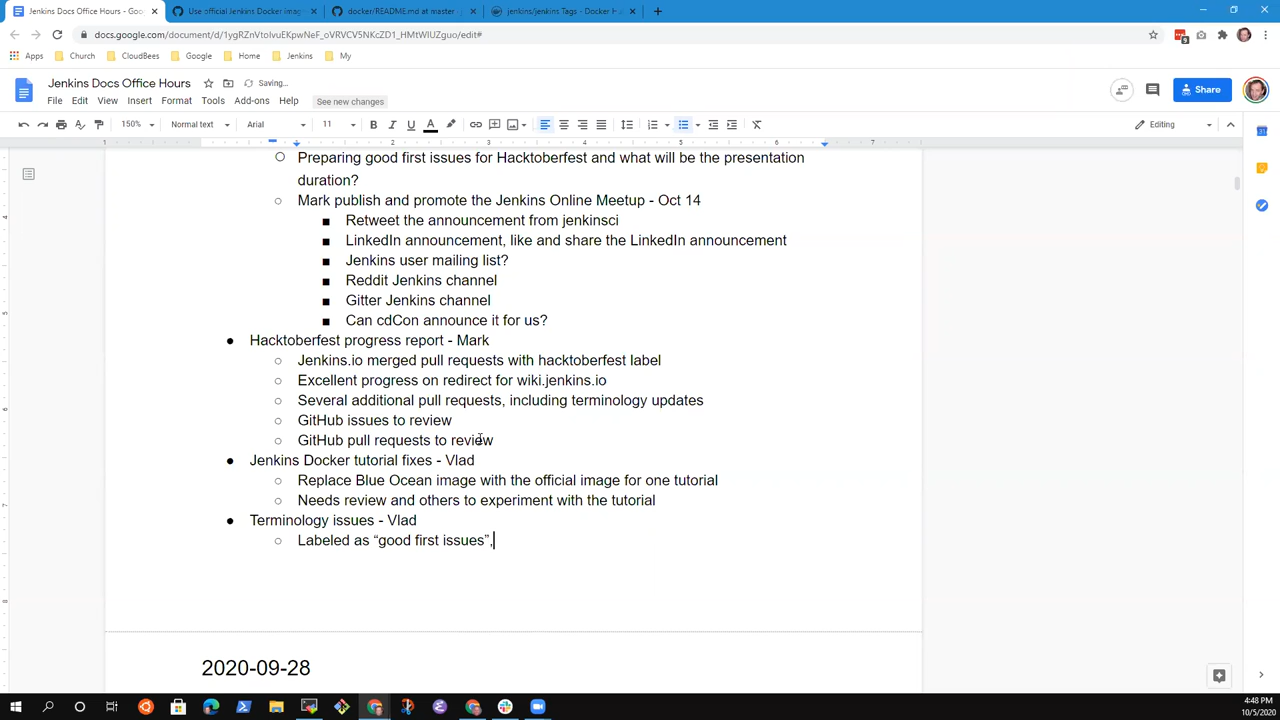 Jenkins Docs Office Hours - Goo
Use official Jenkins Docker imag
docker/README.md at master ·
jenkins/jenkins Tags - Docker H
docs.google.com/document/d/1ygRZnVtoIvuEKpwNeF_oVRVCV5NKcZD1_HMtWIUZguo/edit#
Apps Church CloudBees Google Home Jenkins My
Jenkins Docs Office Hours
Saving...
File Edit View Insert Format Tools Add-ons Help See new changes
Share
150% Normal text Arial 11 Editing
1 2 3 4 5 6 7
Preparing good first issues for Hacktoberfest and what will be the presentation
duration?
Mark publish and promote the Jenkins Online Meetup - Oct 14
Retweet the announcement from jenkinsci
LinkedIn announcement, like and share the LinkedIn announcement
Jenkins user mailing list?
Reddit Jenkins channel
Gitter Jenkins channel
Can cdCon announce it for us?
Hacktoberfest progress report - Mark
Jenkins.io merged pull requests with hacktoberfest label
Excellent progress on redirect for wiki.jenkins.io
Several additional pull requests, including terminology updates
GitHub issues to review
GitHub pull requests to review
Jenkins Docker tutorial fixes - Vlad
Replace Blue Ocean image with the official image for one tutorial
Needs review and others to experiment with the tutorial
Terminology issues - Vlad
Labeled as “good first issues”,
2020-09-28
4:48 PM
10/5/2020